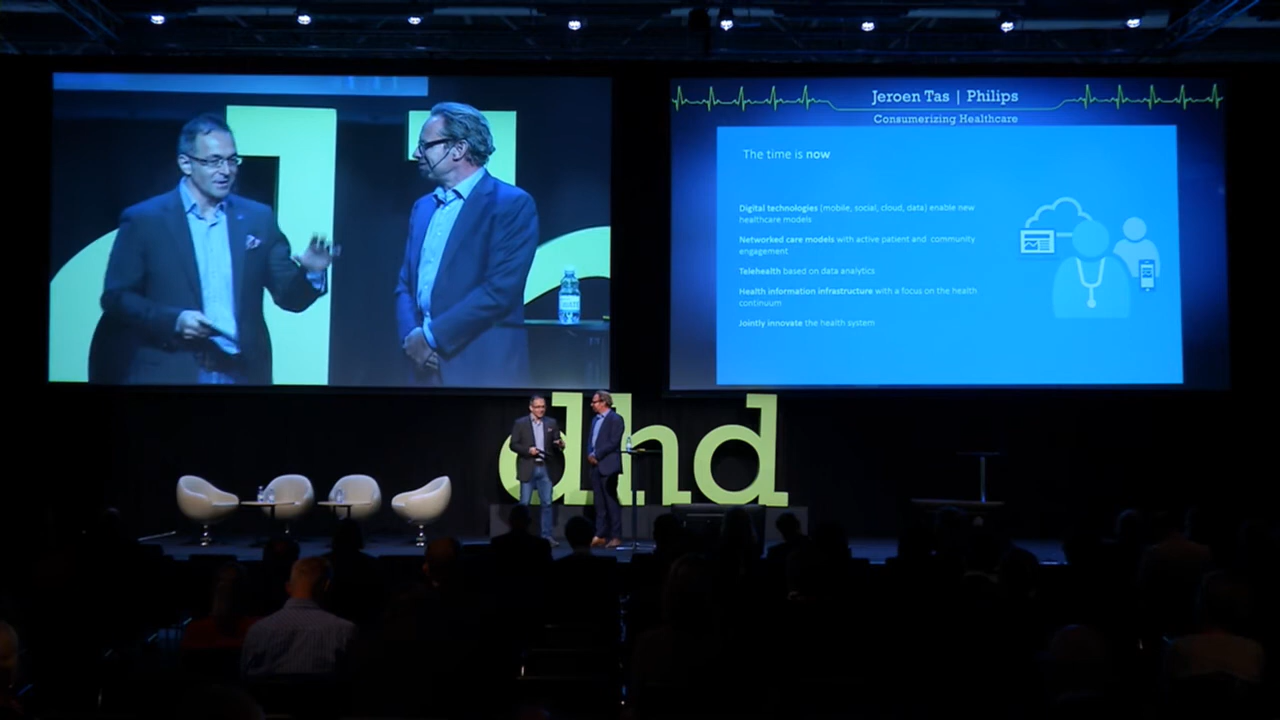 Jeroen Tas | Philips
Consumerizing Healthcare
The time is now
Digital technologies (mobile, social, cloud, data) enable new
healthcare models
Networked care models with active patient and community
engagement
Telehealth based on data analytics
Health information infrastructure with a focus on the health
continuum
Jointly innovate the health system
dhd